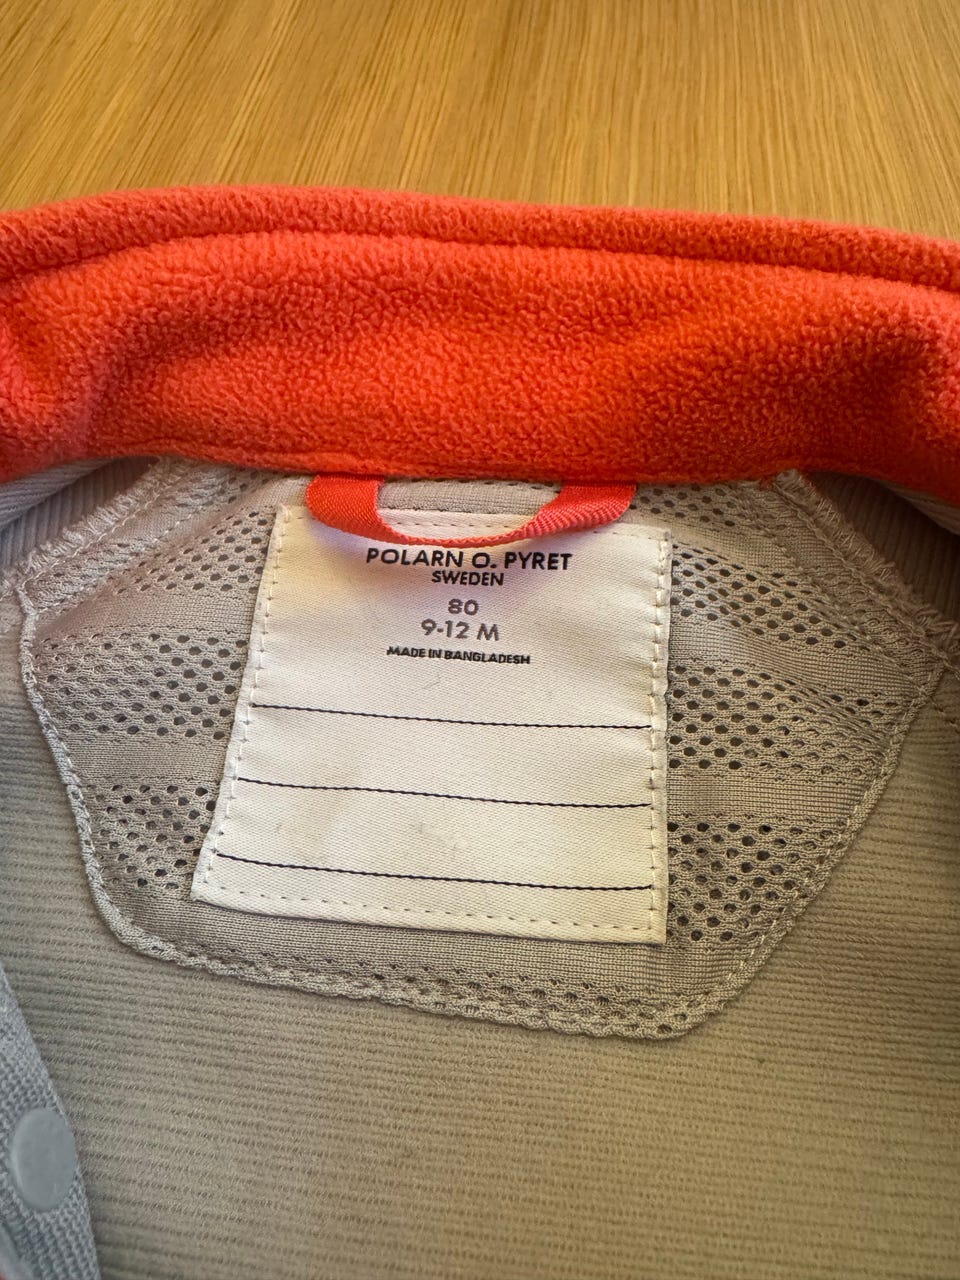 POLARN O. PYRET
SWEDEN
80
9-12 M
MADE IN BANGLADESH